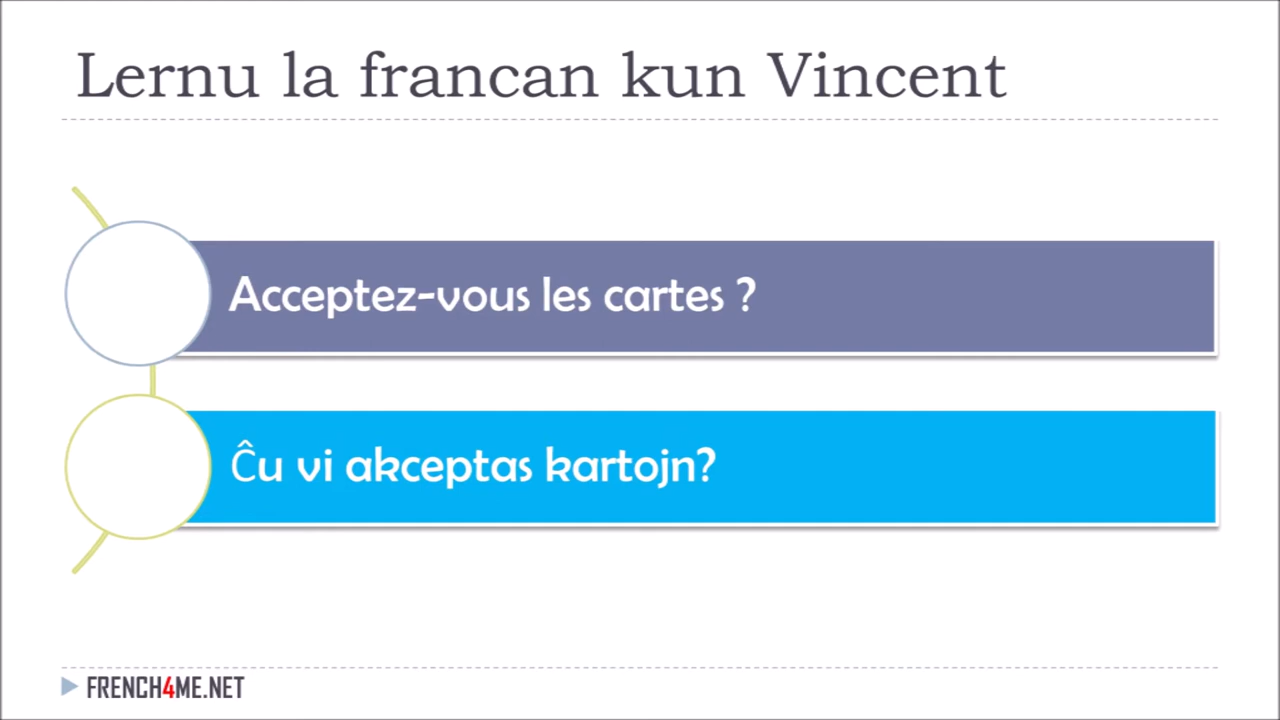 Lernu la francan kun Vincent
Acceptez-vous les cartes ?
Ĉu vi akceptas kartojn?
FRENCH4ME.NET